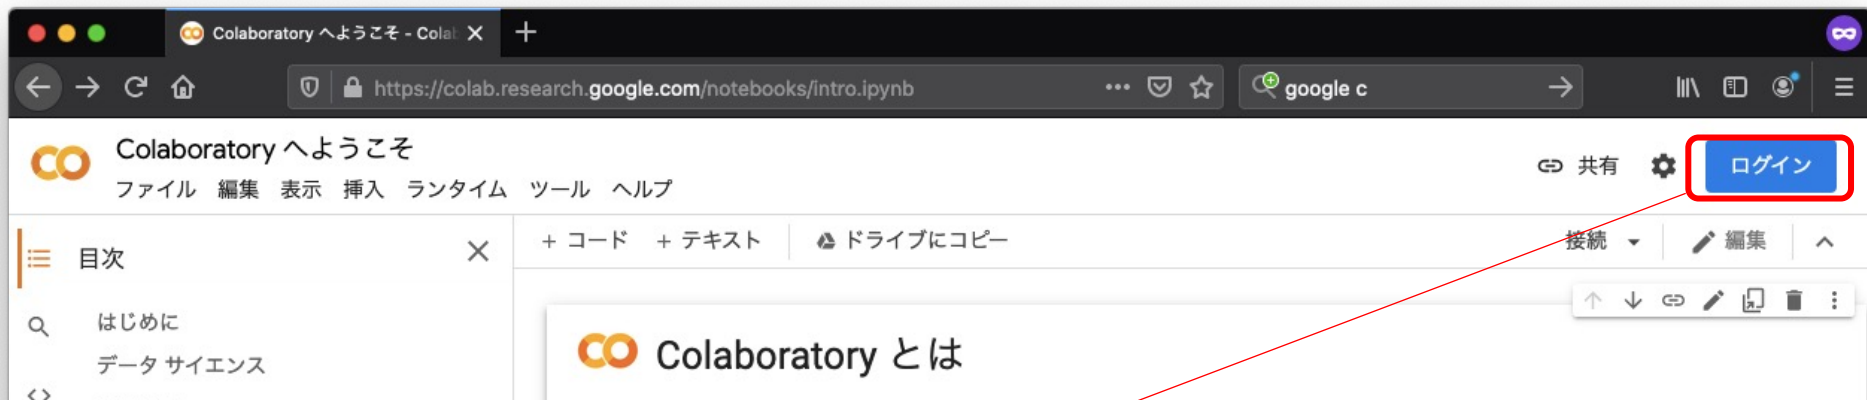 Colaboratory へようこそ - Colab
https://colab.research.google.com/notebooks/intro.ipynb
google c
Colaboratory へようこそ
ファイル 編集 表示 挿入 ランタイム ツール ヘルプ
共有
ログイン
目次
はじめに
データ サイエンス
+ コード + テキスト ドライブにコピー
接続
編集
Colaboratory とは